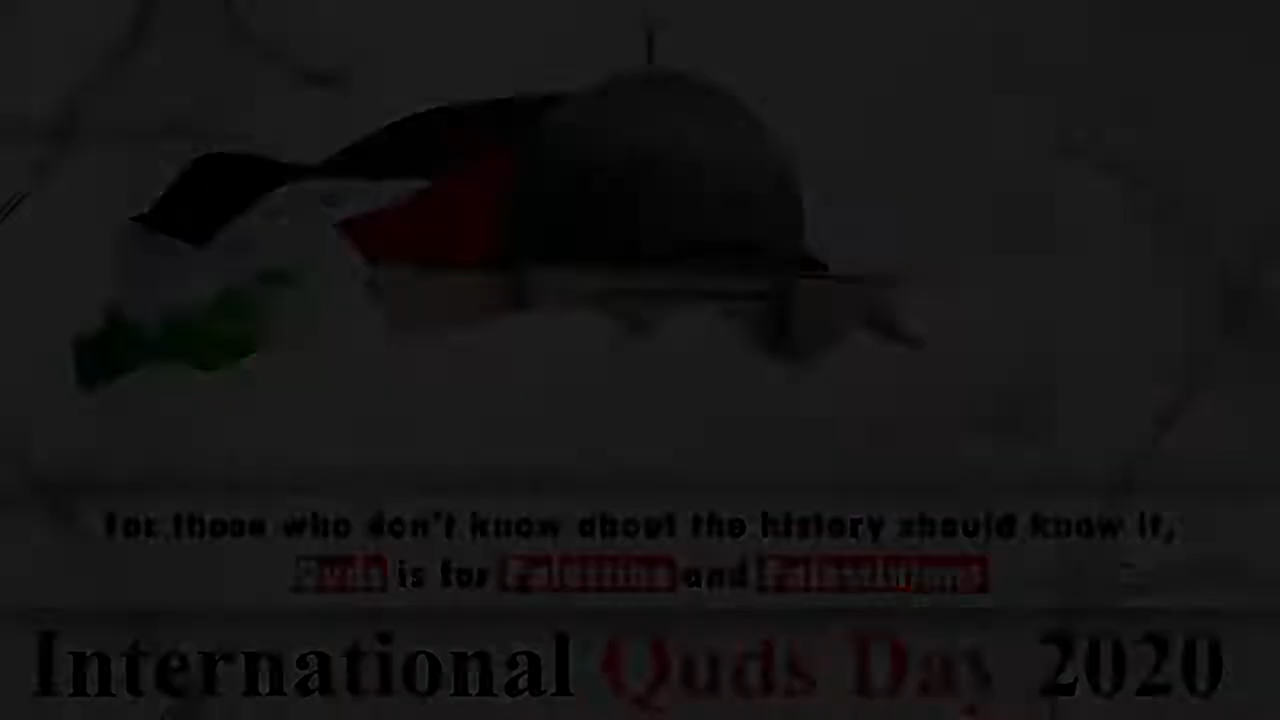 For those who don't know about the history should know it,
Quds is for Palestine and Palestinians
International Quds Day 2020